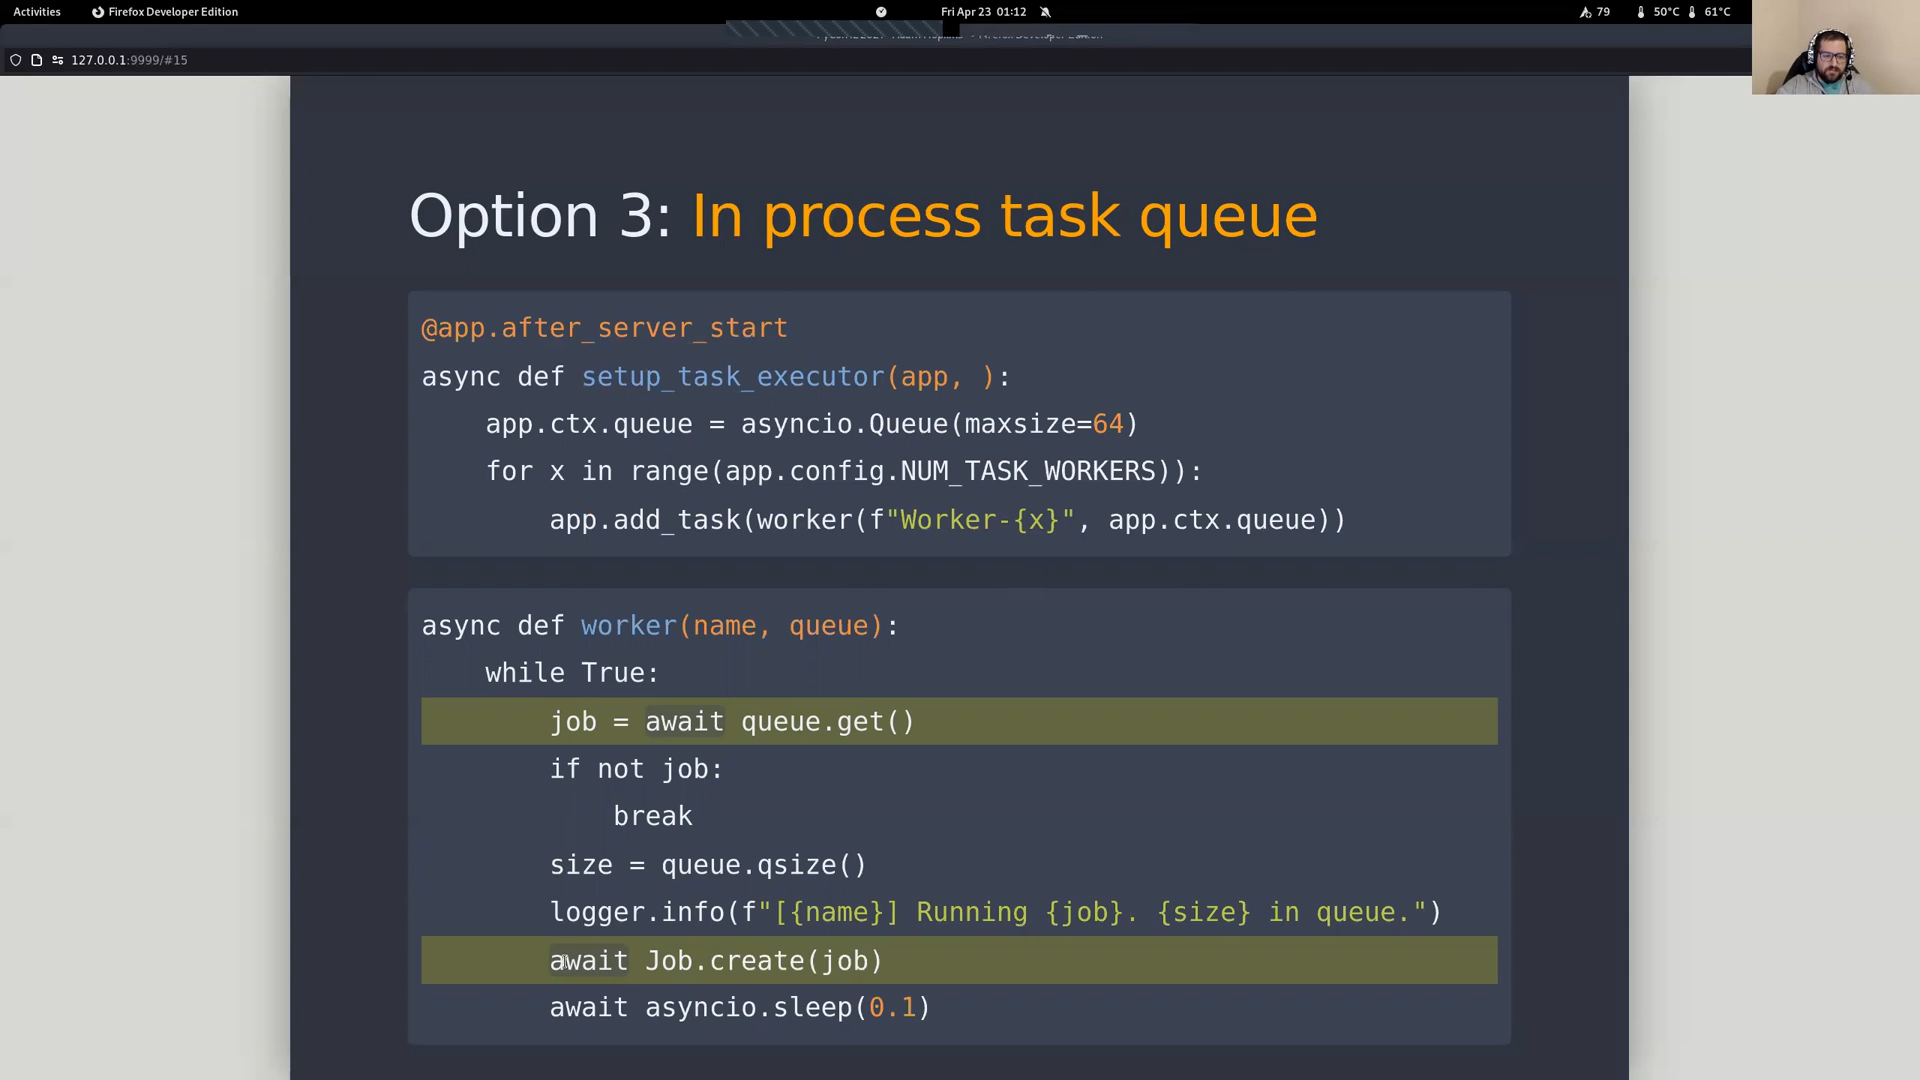 Activities
Firefox Developer Edition
Fri Apr 23 01:12
79
50°C
61°C
127.0.0.1:9999/#15
Option 3: In process task queue
@app.after_server_start
async def setup_task_executor(app, ):
    app.ctx.queue = asyncio.Queue(maxsize=64)
    for x in range(app.config.NUM_TASK_WORKERS)):
        app.add_task(worker(f"Worker-{x}", app.ctx.queue))
async def worker(name, queue):
    while True:
        job = await queue.get()
        if not job:
            break
        size = queue.qsize()
        logger.info(f"[{name}] Running {job}. {size} in queue.")
        await Job.create(job)
        await asyncio.sleep(0.1)